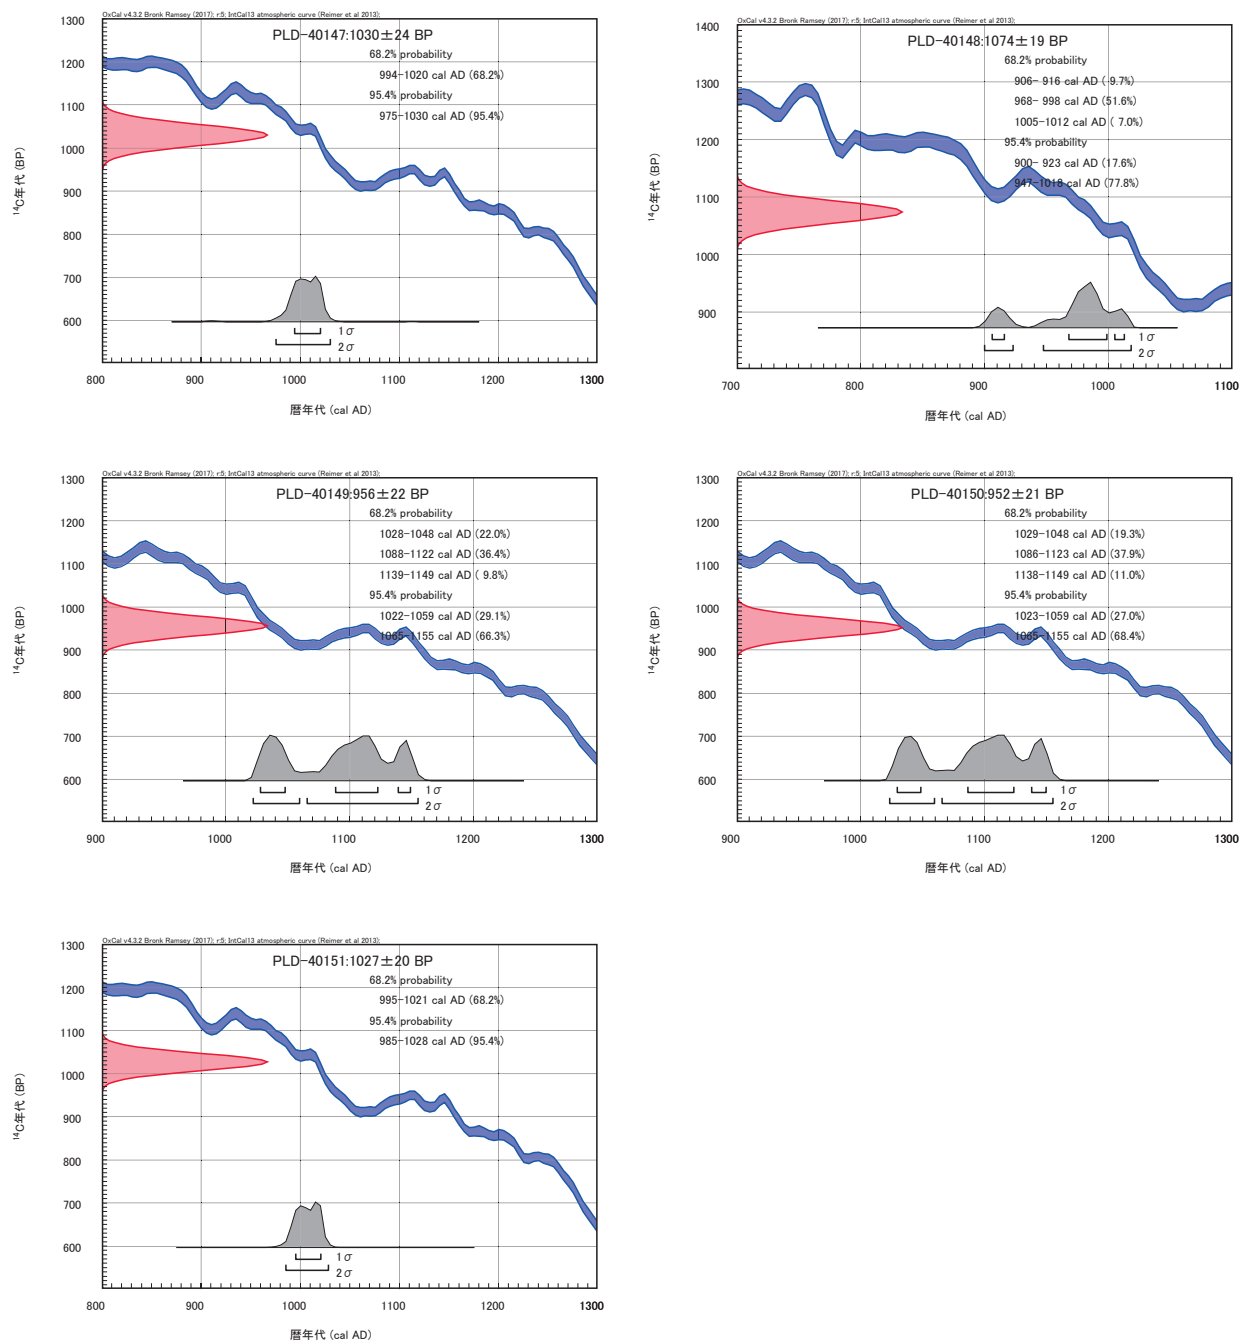 OxCal v4.3.2 Bronk Ramsey (2017); r:5; IntCal13 atmospheric curve (Reimer et al 2013);
PLD-40147:1030±24 BP
68.2% probability
994-1020 cal AD (68.2%)
95.4% probability
975-1030 cal AD (95.4%)
1300
1200
1100
1000
900
800
700
600
14C年代 (BP)
1σ
2σ
800 900 1000 1100 1200 1300
暦年代 (cal AD)
OxCal v4.3.2 Bronk Ramsey (2017); r:5; IntCal13 atmospheric curve (Reimer et al 2013);
PLD-40148:1074±19 BP
68.2% probability
906- 916 cal AD ( 9.7%)
968- 998 cal AD (51.6%)
1005-1012 cal AD ( 7.0%)
95.4% probability
900- 923 cal AD (17.6%)
947-1018 cal AD (77.8%)
1400
1300
1200
1100
1000
900
14C年代 (BP)
1σ
2σ
700 800 900 1000 1100
暦年代 (cal AD)
OxCal v4.3.2 Bronk Ramsey (2017); r:5; IntCal13 atmospheric curve (Reimer et al 2013);
PLD-40149:956±22 BP
68.2% probability
1028-1048 cal AD (22.0%)
1088-1122 cal AD (36.4%)
1139-1149 cal AD ( 9.8%)
95.4% probability
1022-1059 cal AD (29.1%)
1065-1155 cal AD (66.3%)
1300
1200
1100
1000
900
800
700
600
14C年代 (BP)
1σ
2σ
900 1000 1100 1200 1300
暦年代 (cal AD)
OxCal v4.3.2 Bronk Ramsey (2017); r:5; IntCal13 atmospheric curve (Reimer et al 2013);
PLD-40150:952±21 BP
68.2% probability
1029-1048 cal AD (19.3%)
1086-1123 cal AD (37.9%)
1138-1149 cal AD (11.0%)
95.4% probability
1023-1059 cal AD (27.0%)
1065-1155 cal AD (68.4%)
1300
1200
1100
1000
900
800
700
600
14C年代 (BP)
1σ
2σ
900 1000 1100 1200 1300
暦年代 (cal AD)
OxCal v4.3.2 Bronk Ramsey (2017); r:5; IntCal13 atmospheric curve (Reimer et al 2013);
PLD-40151:1027±20 BP
68.2% probability
995-1021 cal AD (68.2%)
95.4% probability
985-1028 cal AD (95.4%)
1300
1200
1100
1000
900
800
700
600
14C年代 (BP)
1σ
2σ
800 900 1000 1100 1200 1300
暦年代 (cal AD)